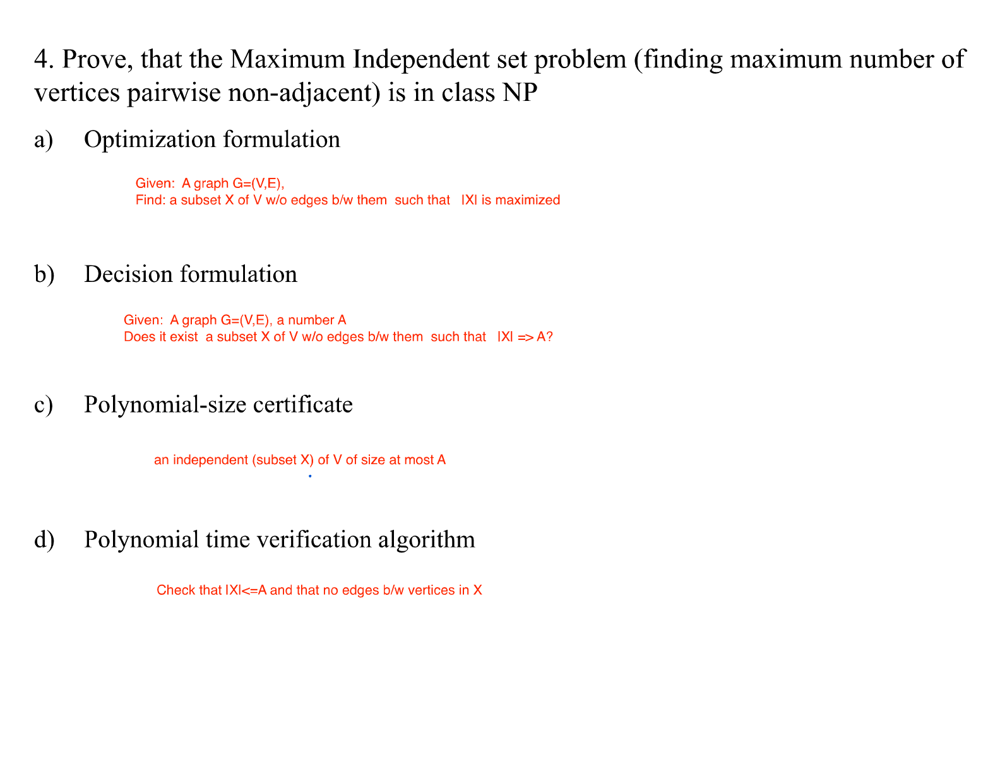 4. Prove, that the Maximum Independent set problem (finding maximum number of
vertices pairwise non-adjacent) is in class NP
a) Optimization formulation
Given: A graph G=(V,E),
Find: a subset X of V w/o edges b/w them such that |X| is maximized
b) Decision formulation
Given: A graph G=(V,E), a number A
Does it exist a subset X of V w/o edges b/w them such that |X| => A?
c) Polynomial-size certificate
an independent (subset X) of V of size at most A
d) Polynomial time verification algorithm
Check that |X|<=A and that no edges b/w vertices in X